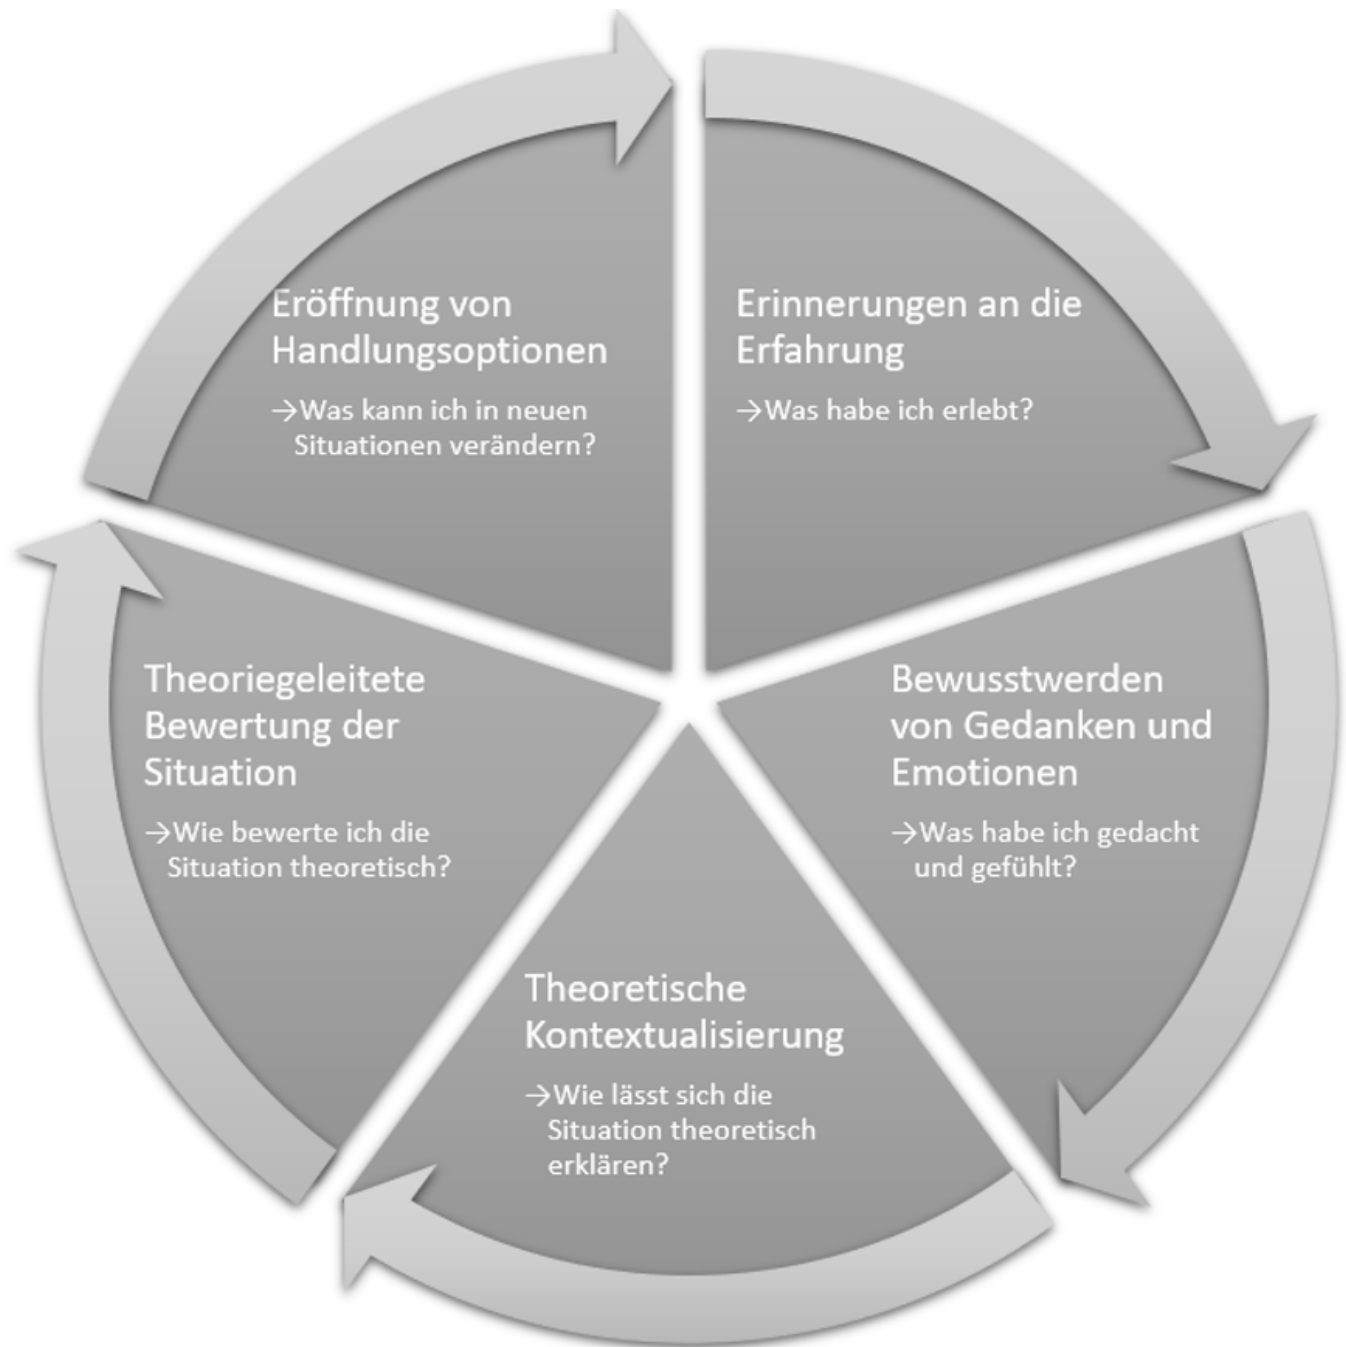 Erinnerungen an die
Erfahrung
→Was habe ich erlebt?
Bewusstwerden
von Gedanken und
Emotionen
→Was habe ich gedacht
und gefühlt?
Theoretische
Kontextualisierung
→Wie lässt sich die
Situation theoretisch
erklären?
Theoriegeleitete
Bewertung der
Situation
→Wie bewerte ich die
Situation theoretisch?
Eröffnung von
Handlungsoptionen
→Was kann ich in neuen
Situationen verändern?